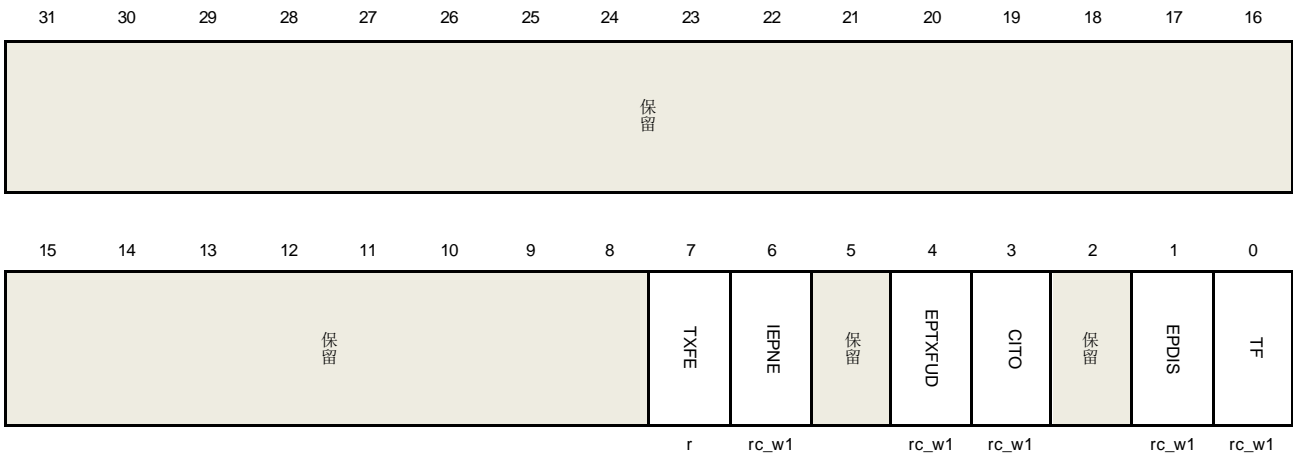 31 30 29 28 27 26 25 24 23 22 21 20 19 18 17 16
保留
15 14 13 12 11 10 9 8 7 6 5 4 3 2 1 0
保留 TXFE IEPNE 保留 EPTXFUD CITO 保留 EPDIS TF
r rc_w1 rc_w1 rc_w1 rc_w1 rc_w1